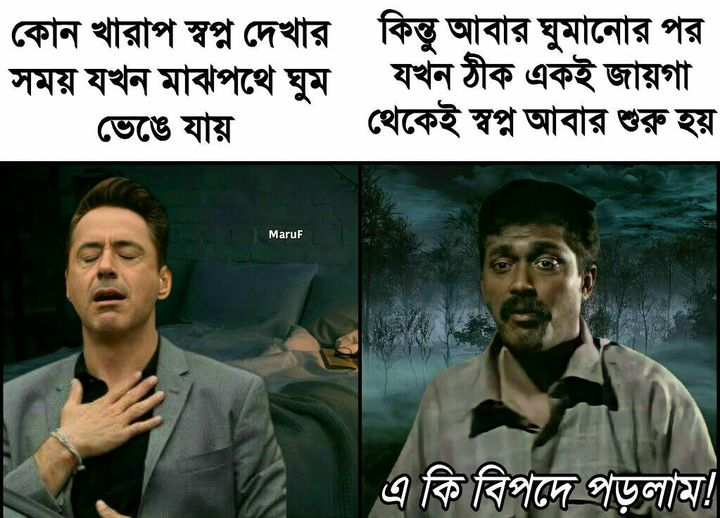 কোন খারাপ স্বপ্ন দেখার
সময় যখন মাঝপথে ঘুম
ভেঙে যায়
কিন্তু আবার ঘুমানোর পর
যখন ঠীক একই জায়গা
থেকেই স্বপ্ন আবার শুরু হয়
MaruF
এ কি বিপদে পড়লাম!